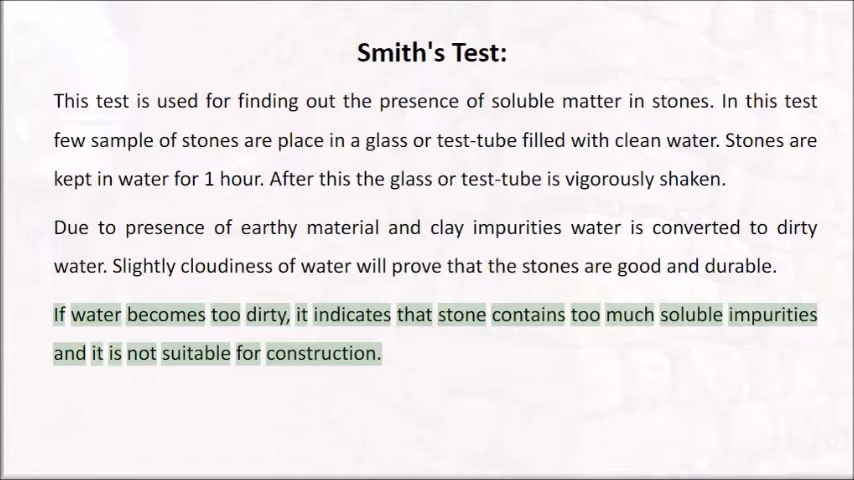 Smith's Test:
This test is used for finding out the presence of soluble matter in stones. In this test
few sample of stones are place in a glass or test-tube filled with clean water. Stones are
kept in water for 1 hour. After this the glass or test-tube is vigorously shaken.
Due to presence of earthy material and clay impurities water is converted to dirty
water. Slightly cloudiness of water will prove that the stones are good and durable.
If water becomes too dirty, it indicates that stone contains too much soluble impurities
and it is not suitable for construction.